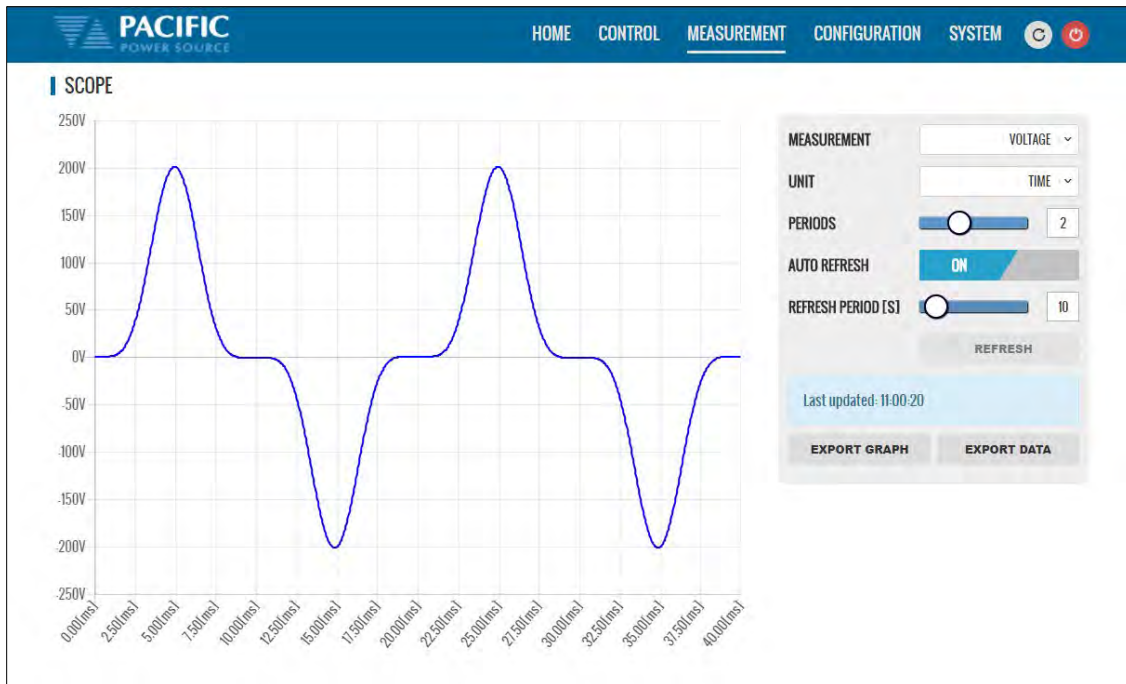 PACIFIC
POWER SOURCE
HOME CONTROL MEASUREMENT CONFIGURATION SYSTEM
SCOPE
250V
200V
150V
100V
50V
0V
-50V
-100V
-150V
-200V
-250V
0.00[ms] 2.50[ms] 5.00[ms] 7.50[ms] 10.00[ms] 12.50[ms] 15.00[ms] 17.50[ms] 20.00[ms] 22.50[ms] 25.00[ms] 27.50[ms] 30.00[ms] 32.50[ms] 35.00[ms] 37.50[ms] 40.00[ms]
MEASUREMENT VOLTAGE
UNIT TIME
PERIODS 2
AUTO REFRESH ON
REFRESH PERIOD [S] 10
REFRESH
Last updated: 11:00:20
EXPORT GRAPH EXPORT DATA